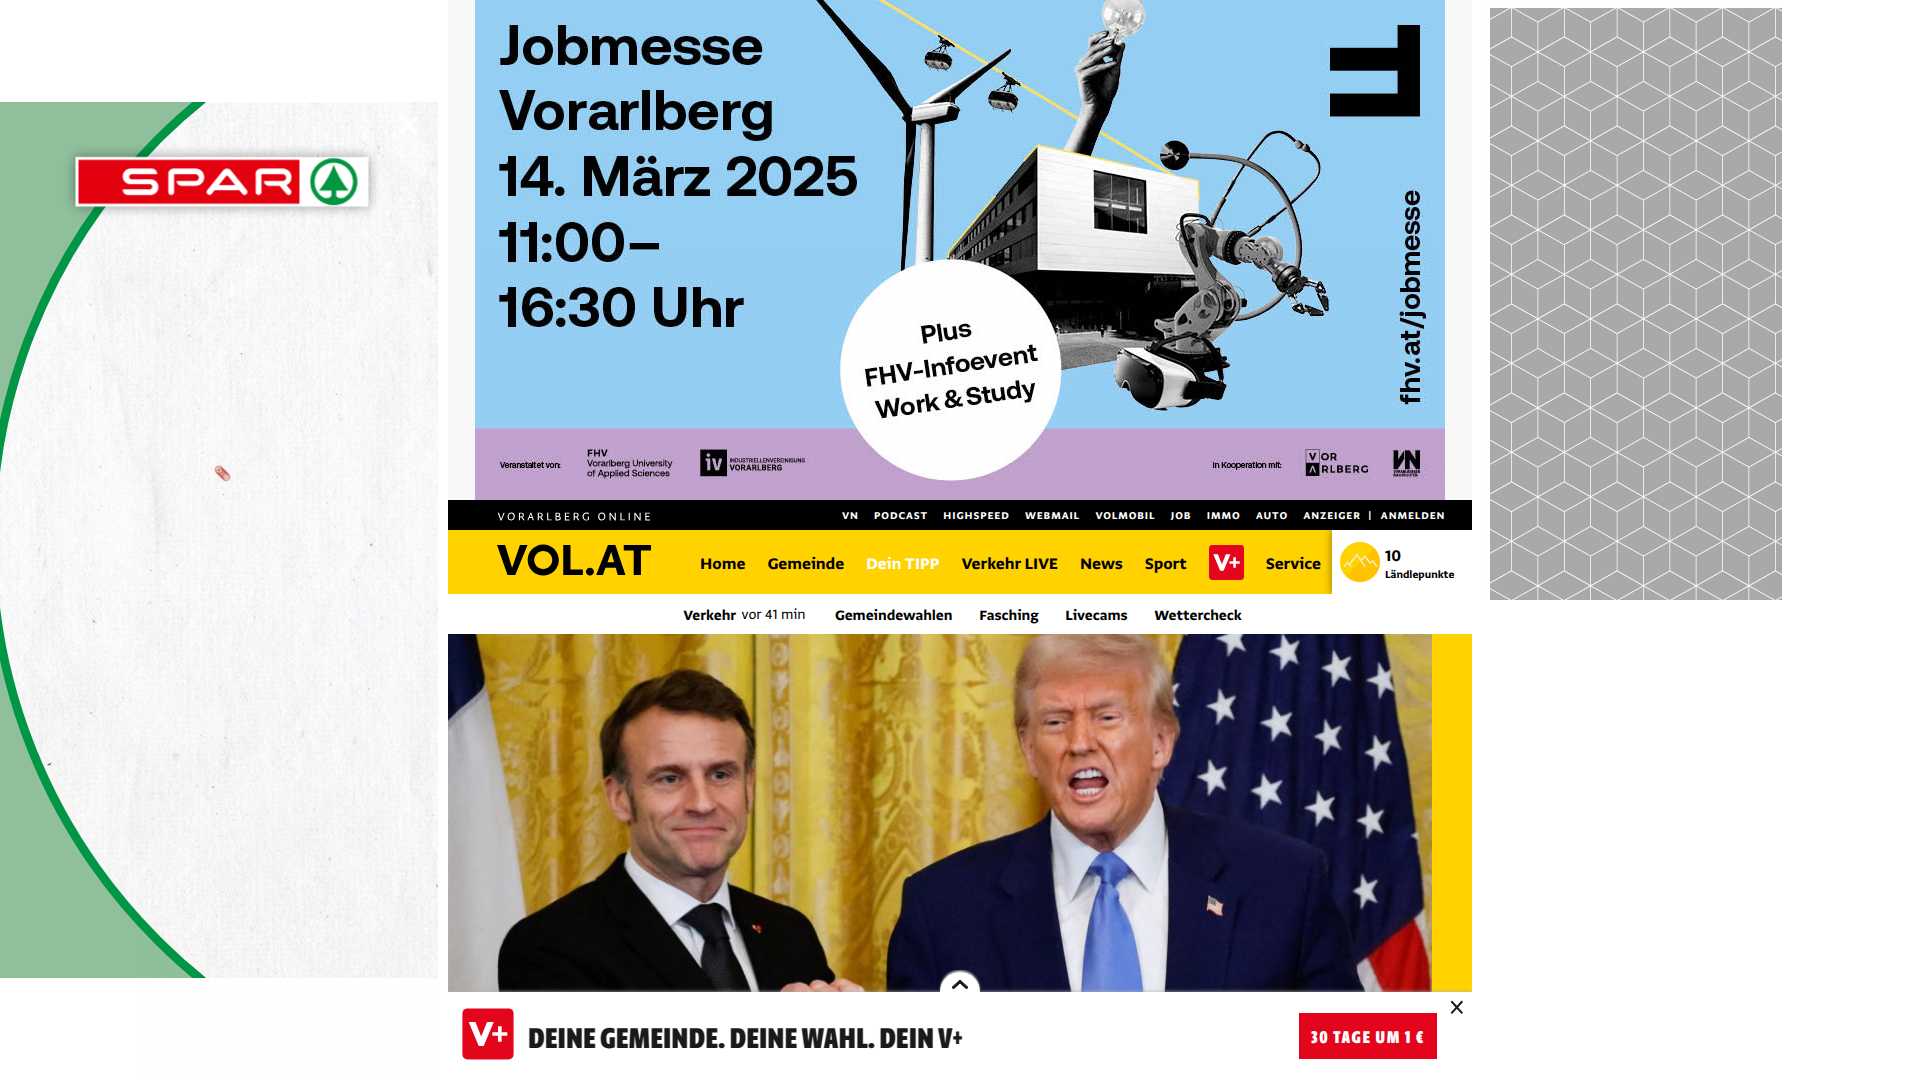 SPAR
Jobmesse
Vorarlberg
14. März 2025
11:00–
16:30 Uhr
Plus
FHV-Infoevent
Work & Study
fhv.at/jobmesse
Veranstaltet von:
FHV
Vorarlberg University
of Applied Sciences
iv
INDUSTRIELLENVEREINIGUNG
VORARLBERG
In Kooperation mit:
VOR
ARLBERG
VN
VORARLBERG ONLINE
VN PODCAST HIGHSPEED WEBMAIL VOLMOBIL JOB IMMO AUTO ANZEIGER | ANMELDEN
VOL.AT
Home Gemeinde Dein TIPP Verkehr LIVE News Sport V+ Service
10
Ländlepunkte
Verkehr vor 41 min Gemeindewahlen Fasching Livecams Wettercheck
V+ DEINE GEMEINDE. DEINE WAHL. DEIN V+
30 TAGE UM 1 €
X